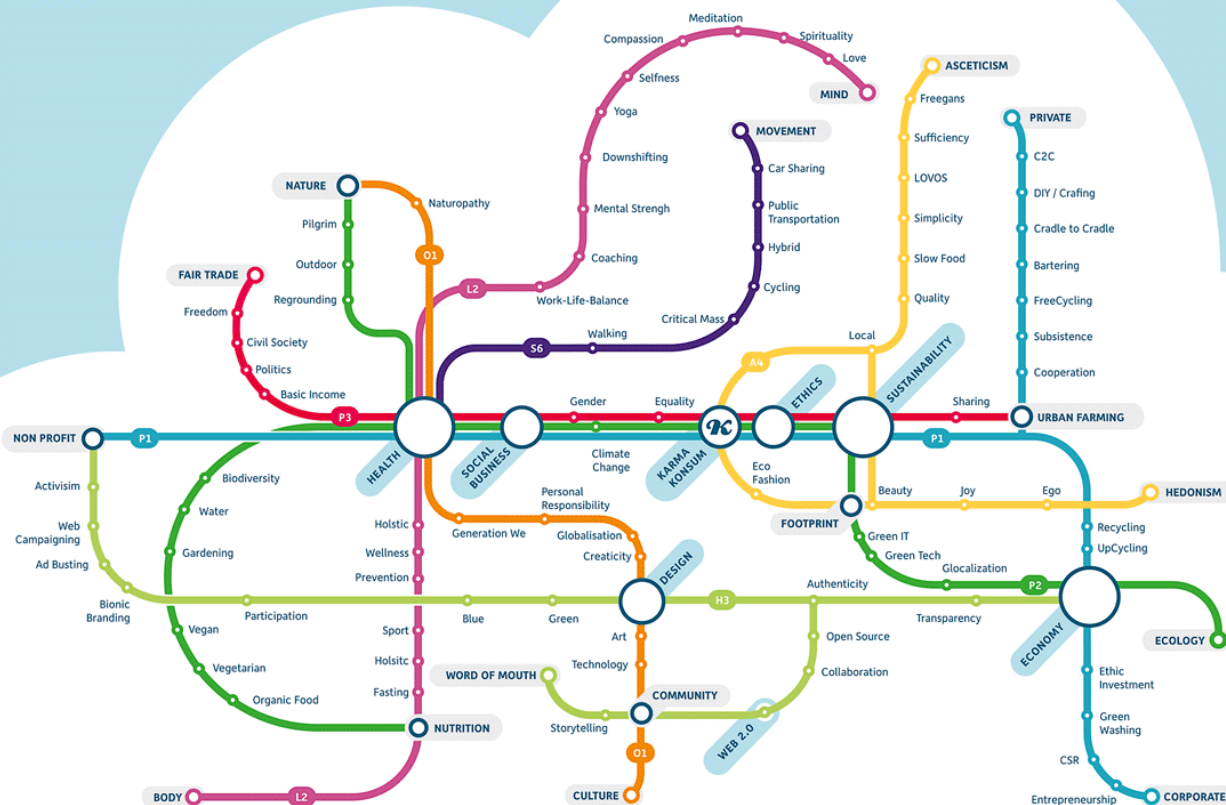 Meditation
Compassion
Spirituality
Love
Selfness
MIND
ASCETICISM
Freegans
Yoga
PRIVATE
MOVEMENT
Sufficiency
Downshifting
C2C
Car Sharing
LOVOS
NATURE
DIY / Crafing
Naturopathy
Mental Strengh
Public
Transportation
Simplicity
Pilgrim
Cradle to Cradle
Hybrid
O1
Coaching
Slow Food
Outdoor
Bartering
FAIR TRADE
L2
Cycling
Work-Life-Balance
Quality
Regrounding
FreeCycling
Freedom
Critical Mass
Walking
Local
Subsistence
Civil Society
S6
A4
SUSTAINABILITY
Politics
Cooperation
Basic Income
ETHICS
Gender
Equality
Sharing
P3
URBAN FARMING
NON PROFIT
P1
K
P1
HEALTH
SOCIAL
BUSINESS
Climate
Change
KARMA
KONSUM
Eco
Fashion
Biodiversity
Activisim
Water
Personal
Responsibility
Beauty
Joy
Ego
HEDONISM
Web
Campaigning
Holstic
Generation We
Globalisation
FOOTPRINT
Recycling
Gardening
Wellness
Creaticity
Green IT
UpCycling
Ad Busting
Prevention
DESIGN
Green Tech
Glocalization
Authenticity
P2
Bionic
Branding
Participation
Blue
Green
H3
Transparency
ECONOMY
Vegan
Sport
Art
Open Source
ECOLOGY
Vegetarian
Holsitc
Technology
WORD OF MOUTH
Collaboration
Ethic
Investment
Organic Food
Fasting
COMMUNITY
Storytelling
WEB 2.0
NUTRITION
Green
Washing
O1
CSR
BODY
L2
CULTURE
Entrepreneurship
CORPORATE